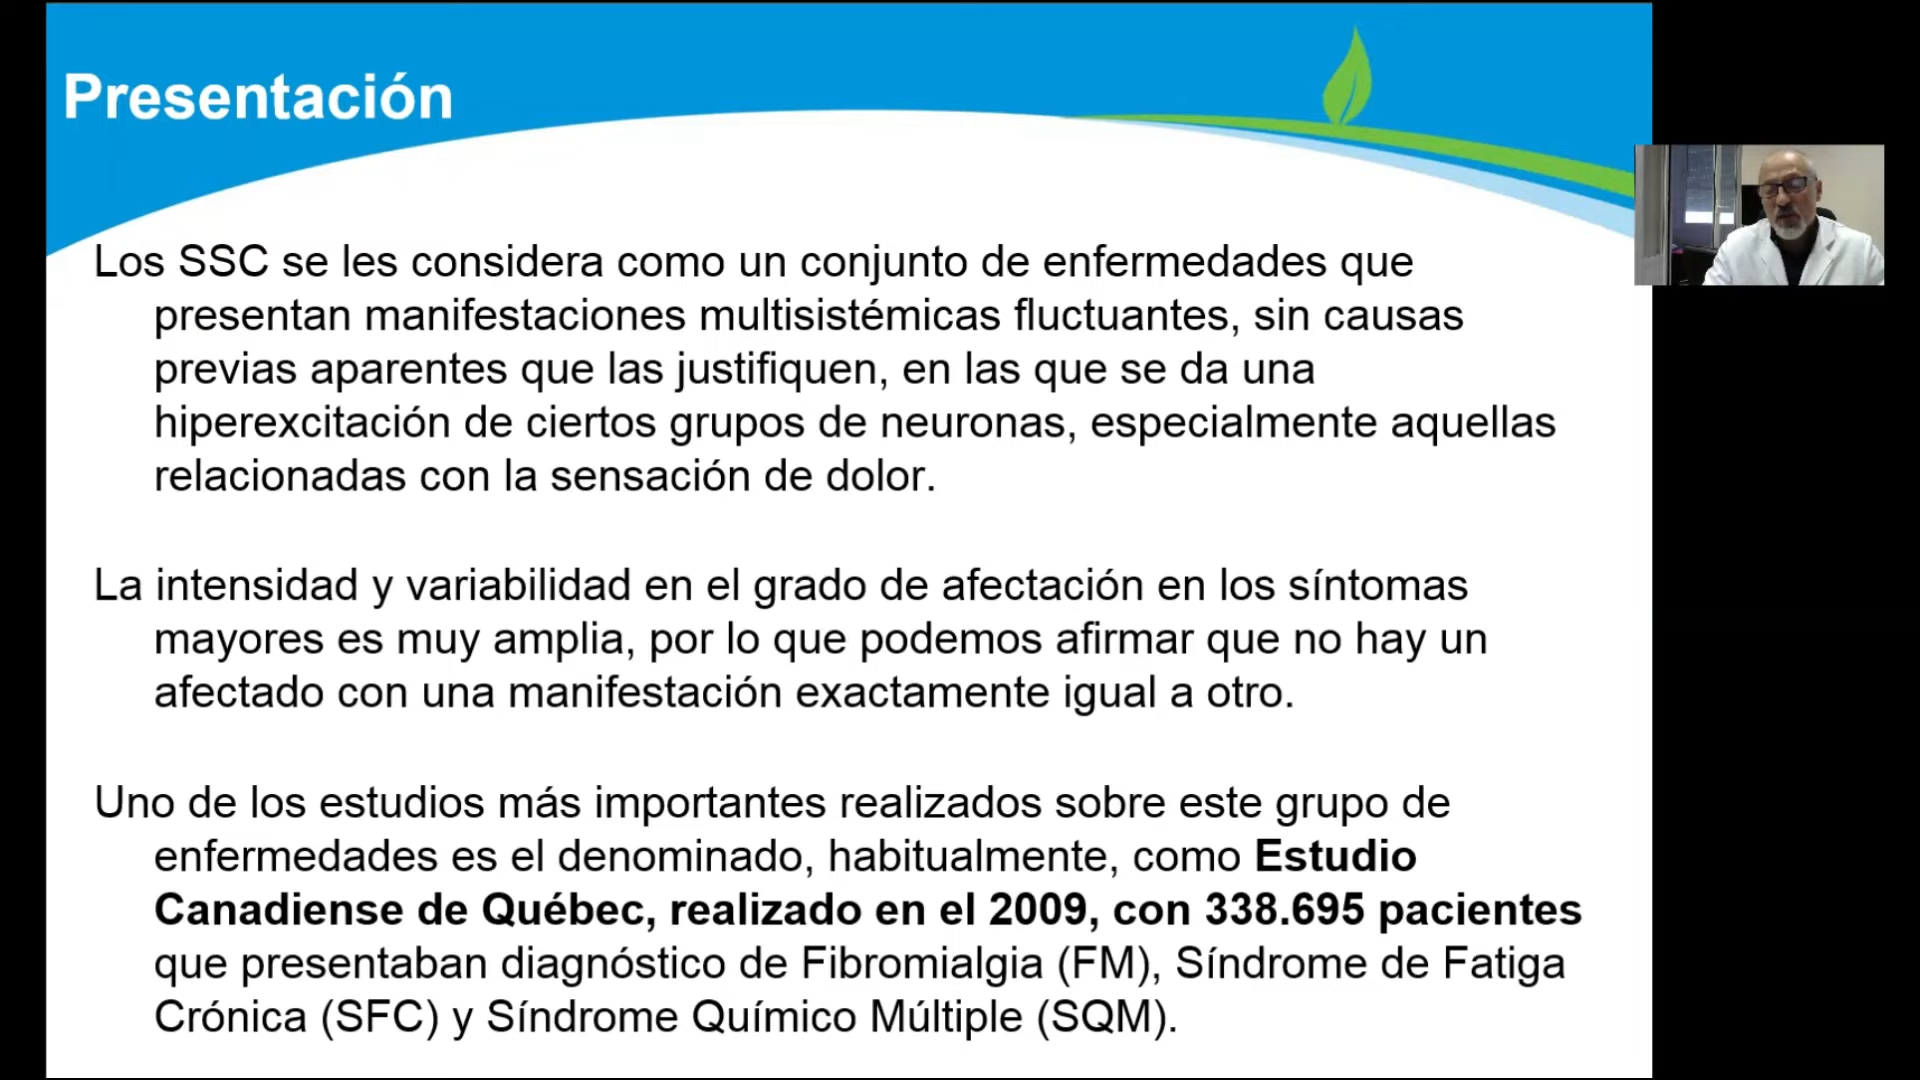 Presentación
Los SSC se les considera como un conjunto de enfermedades que
presentan manifestaciones multisistémicas fluctuantes, sin causas
previas aparentes que las justifiquen, en las que se da una
hiperexcitación de ciertos grupos de neuronas, especialmente aquellas
relacionadas con la sensación de dolor.
La intensidad y variabilidad en el grado de afectación en los síntomas
mayores es muy amplia, por lo que podemos afirmar que no hay un
afectado con una manifestación exactamente igual a otro.
Uno de los estudios más importantes realizados sobre este grupo de
enfermedades es el denominado, habitualmente, como Estudio
Canadiense de Québec, realizado en el 2009, con 338.695 pacientes
que presentaban diagnóstico de Fibromialgia (FM), Síndrome de Fatiga
Crónica (SFC) y Síndrome Químico Múltiple (SQM).